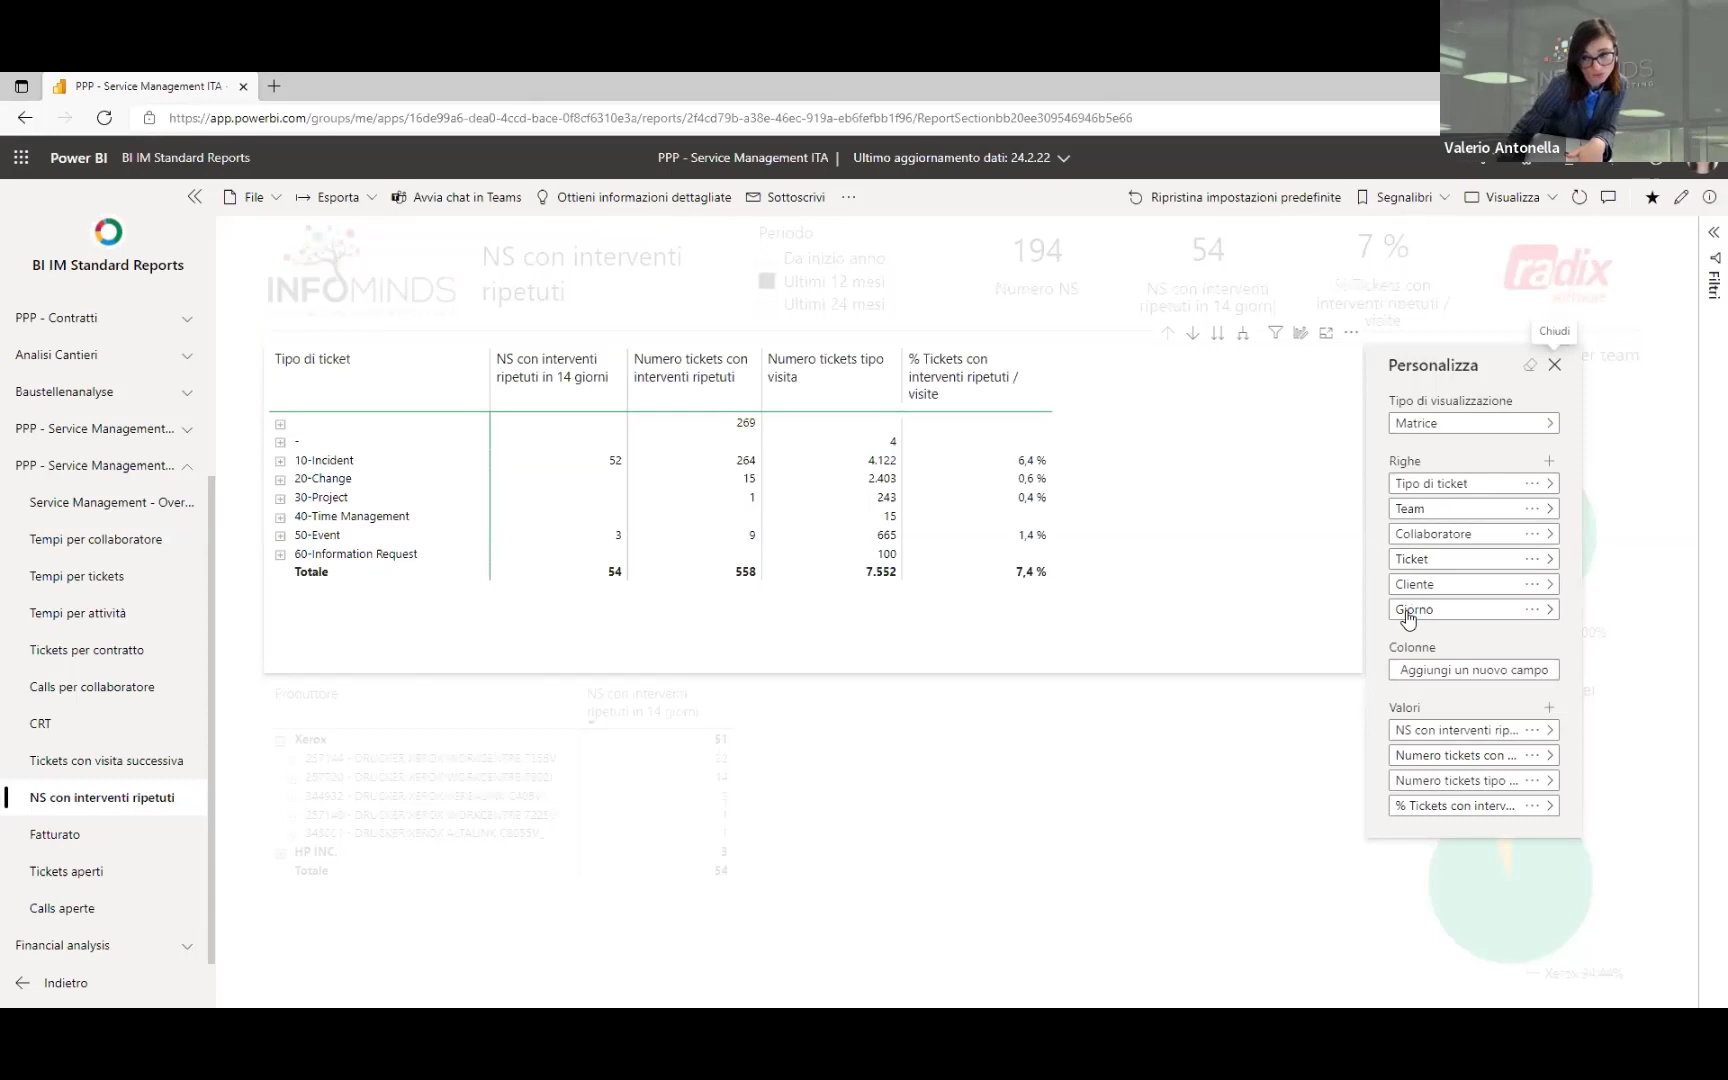 Valerio Antonella
PPP - Service Management ITA
https://app.powerbi.com/groups/me/apps/16de99a6-dea0-4ccd-bace-0f8cf6310e3a/reports/2f4cd79b-a38e-46ec-919a-eb6fefbb1f96/ReportSectionbb20ee309546946b5e66
Power BI BI IM Standard Reports PPP - Service Management ITA | Ultimo aggiornamento dati: 24.2.22
File Esporta Avvia chat in Teams Ottieni informazioni dettagliate Sottoscrivi ··· Ripristina impostazioni predefinite Segnalibri Visualizza
BI IM Standard Reports
PPP - Contratti
Analisi Cantieri
Baustellenanalyse
PPP - Service Management...
PPP - Service Management...
Service Management - Over...
Tempi per collaboratore
Tempi per tickets
Tempi per attività
Tickets per contratto
Calls per collaboratore
CRT
Tickets con visita successiva
NS con interventi ripetuti
Fatturato
Tickets aperti
Calls aperte
Financial analysis
Indietro
INFOMINDS
NS con interventi
ripetuti
Periodo
Da inizio anno
Ultimi 12 mesi
Ultimi 24 mesi
194
Numero NS
54
NS con interventi
ripetuti in 14 giorni
7 %
% Tickets con
interventi ripetuti /
visite
radix
software
Filtri
Tipo di ticket NS con interventi ripetuti in 14 giorni Numero tickets con interventi ripetuti Numero tickets tipo visita % Tickets con interventi ripetuti / visite
269
- 4
10-Incident 52 264 4.122 6,4 %
20-Change 15 2.403 0,6 %
30-Project 1 243 0,4 %
40-Time Management 15
50-Event 3 9 665 1,4 %
60-Information Request 100
Totale 54 558 7.552 7,4 %
Chiudi
er team
Personalizza
Tipo di visualizzazione
Matrice
Righe
Tipo di ticket
Team
Collaboratore
Ticket
Cliente
Giorno
Colonne
Aggiungi un nuovo campo
Valori
NS con interventi rip...
Numero tickets con ...
Numero tickets tipo ...
% Tickets con interv...
Produttore NS con interventi ripetuti in 14 giorni
Xerox 51
HP INC. 3
Totale 54